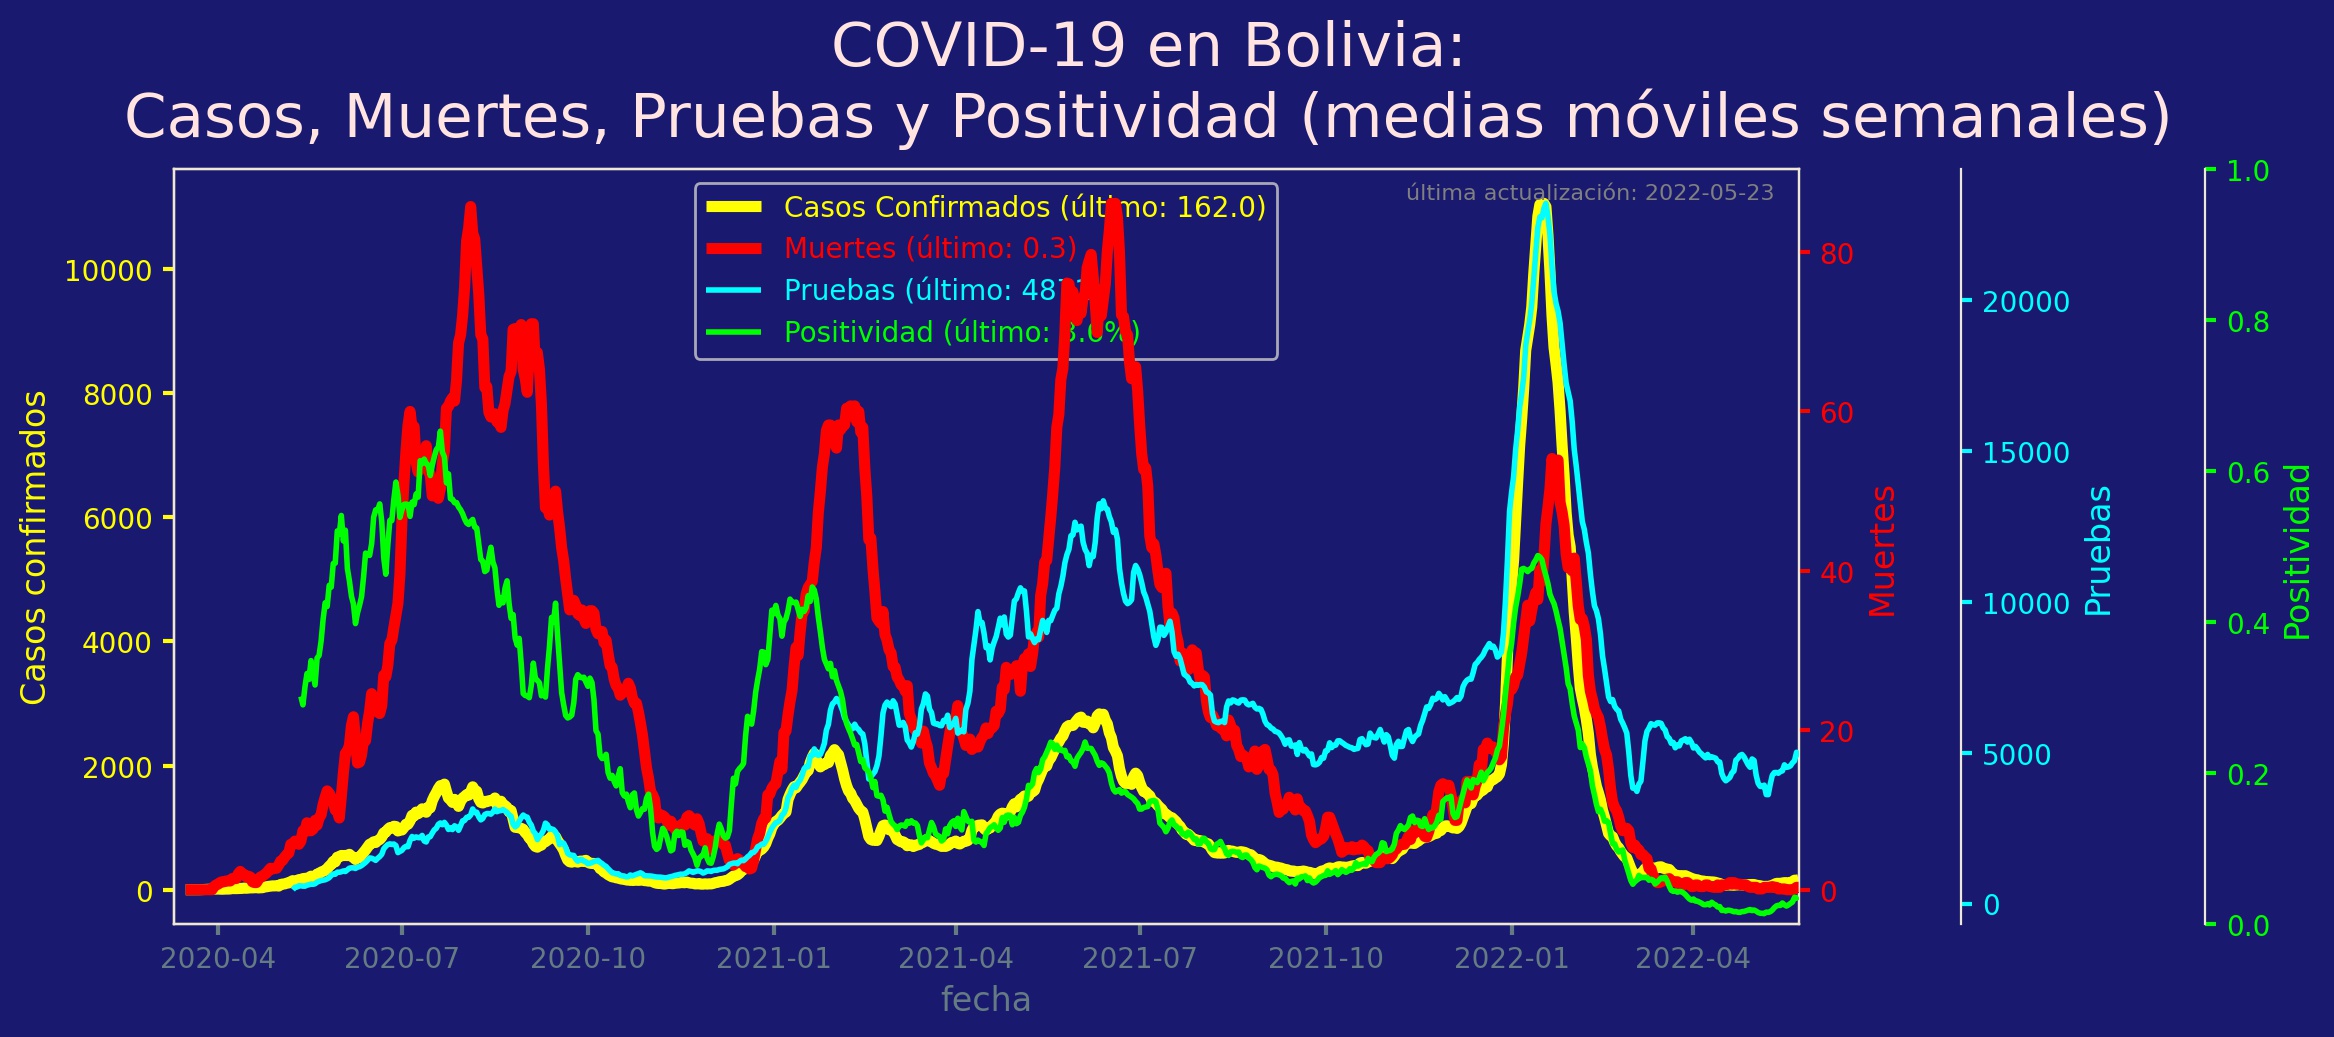 COVID-19 en Bolivia:
Casos, Muertes, Pruebas y Positividad (medias móviles semanales)
última actualización: 2022-05-23
Casos Confirmados (último: 162.0)
Muertes (último: 0.3)
Pruebas (último:
Positividad (último:
Casos confirmados
10000
8000
6000
4000
2000
0
Muertes
80
60
40
20
0
Pruebas
20000
15000
10000
5000
0
Positividad
1.0
0.8
0.6
0.4
0.2
0.0
2020-04 2020-07 2020-10 2021-01 2021-04 2021-07 2021-10 2022-01 2022-04
fecha